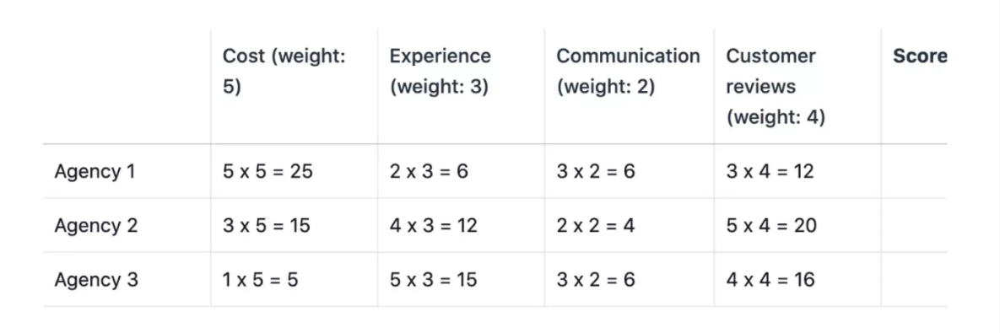 Cost (weight: Experience Communication Customer Score
5) (weight: 3) (weight: 2) reviews
(weight: 4)
Agency 1 5 x 5 = 25 2 x 3 = 6 3 x 2 = 6 3 x 4 = 12
Agency 2 3 x 5 = 15 4 x 3 = 12 2 x 2 = 4 5 x 4 = 20
Agency 3 1 x 5 = 5 5 x 3 = 15 3 x 2 = 6 4 x 4 = 16